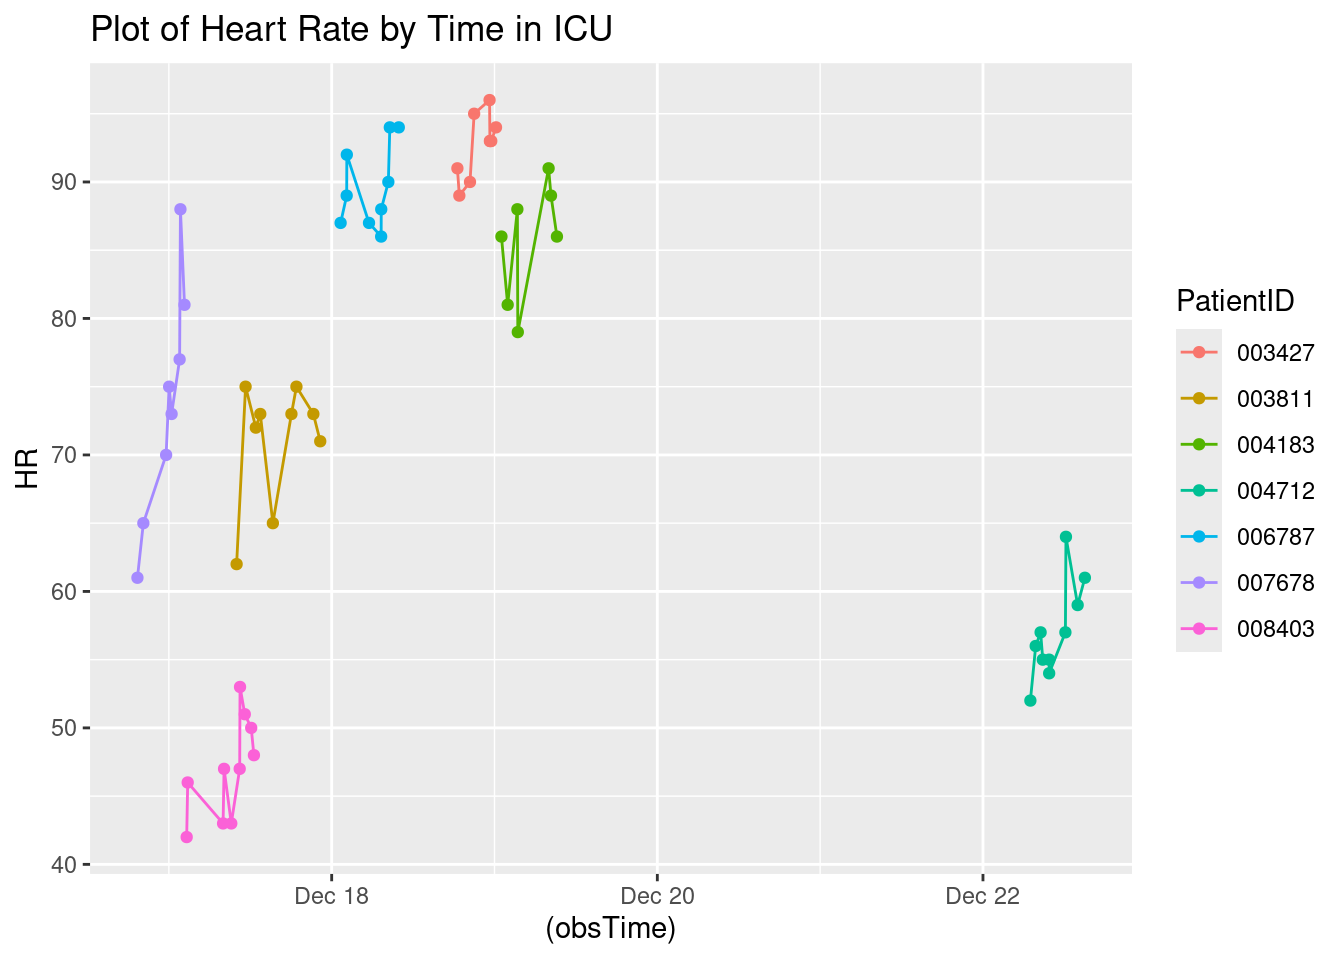 Plot of Heart Rate by Time in ICU
HR
90
80
70
60
50
40
Dec 18
Dec 20
Dec 22
(obsTime)
PatientID
003427
003811
004183
004712
006787
007678
008403